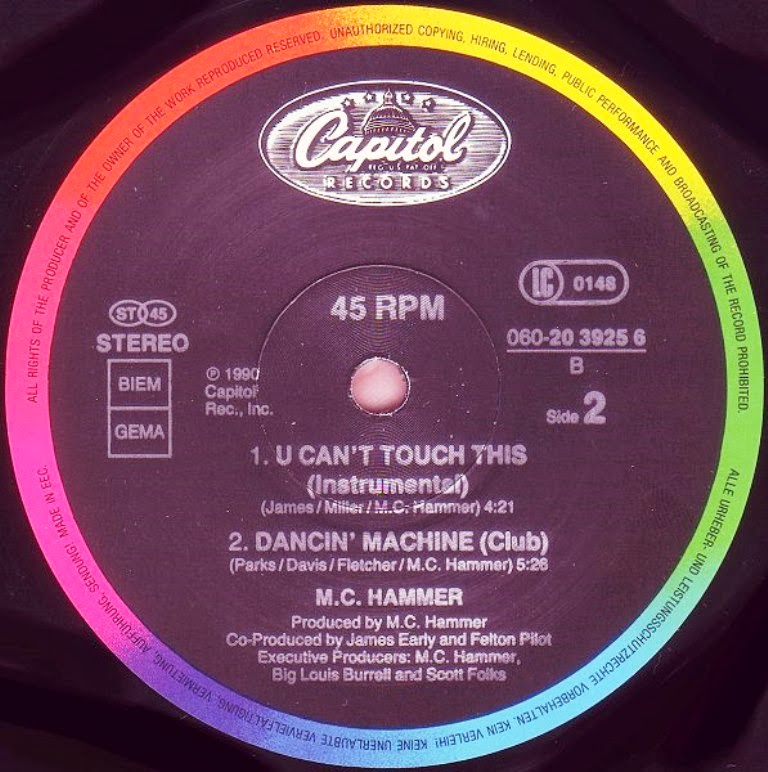 ALL RIGHTS OF THE PRODUCER AND OF THE OWNER OF THE WORK REPRODUCED RESERVED. UNAUTHORIZED COPYING, HIRING, LENDING, PUBLIC PERFORMANCE AND BROADCASTING OF THE RECORD PROHIBITED.
Capitol
REG. U.S. PAT. OFF.
RECORDS
45 RPM
LC 0148
ST 45
STEREO
BIEM
GEMA
℗ 1990
Capitol
Rec., Inc.
060-20 3925 6
B
Side 2
1. U CAN'T TOUCH THIS
(Instrumental)
(James/Miller/M.C. Hammer) 4:21
2. DANCIN' MACHINE (Club)
(Parks/Davis/Fletcher/M.C. Hammer) 5:26
M.C. HAMMER
Produced by M.C. Hammer
Co-Produced by James Early and Felton Pilot
Executive Producers: M.C. Hammer,
Big Louis Burrell and Scott Folks
ALLE URHEBER- UND LEISTUNGSSCHUTZRECHTE VORBEHALTEN. KEIN VERLEIH! KEINE UNERLAUBTE VERVIELFÄLTIGUNG, VERMIETUNG, AUFFÜHRUNG, SENDUNG! MADE IN EEC.